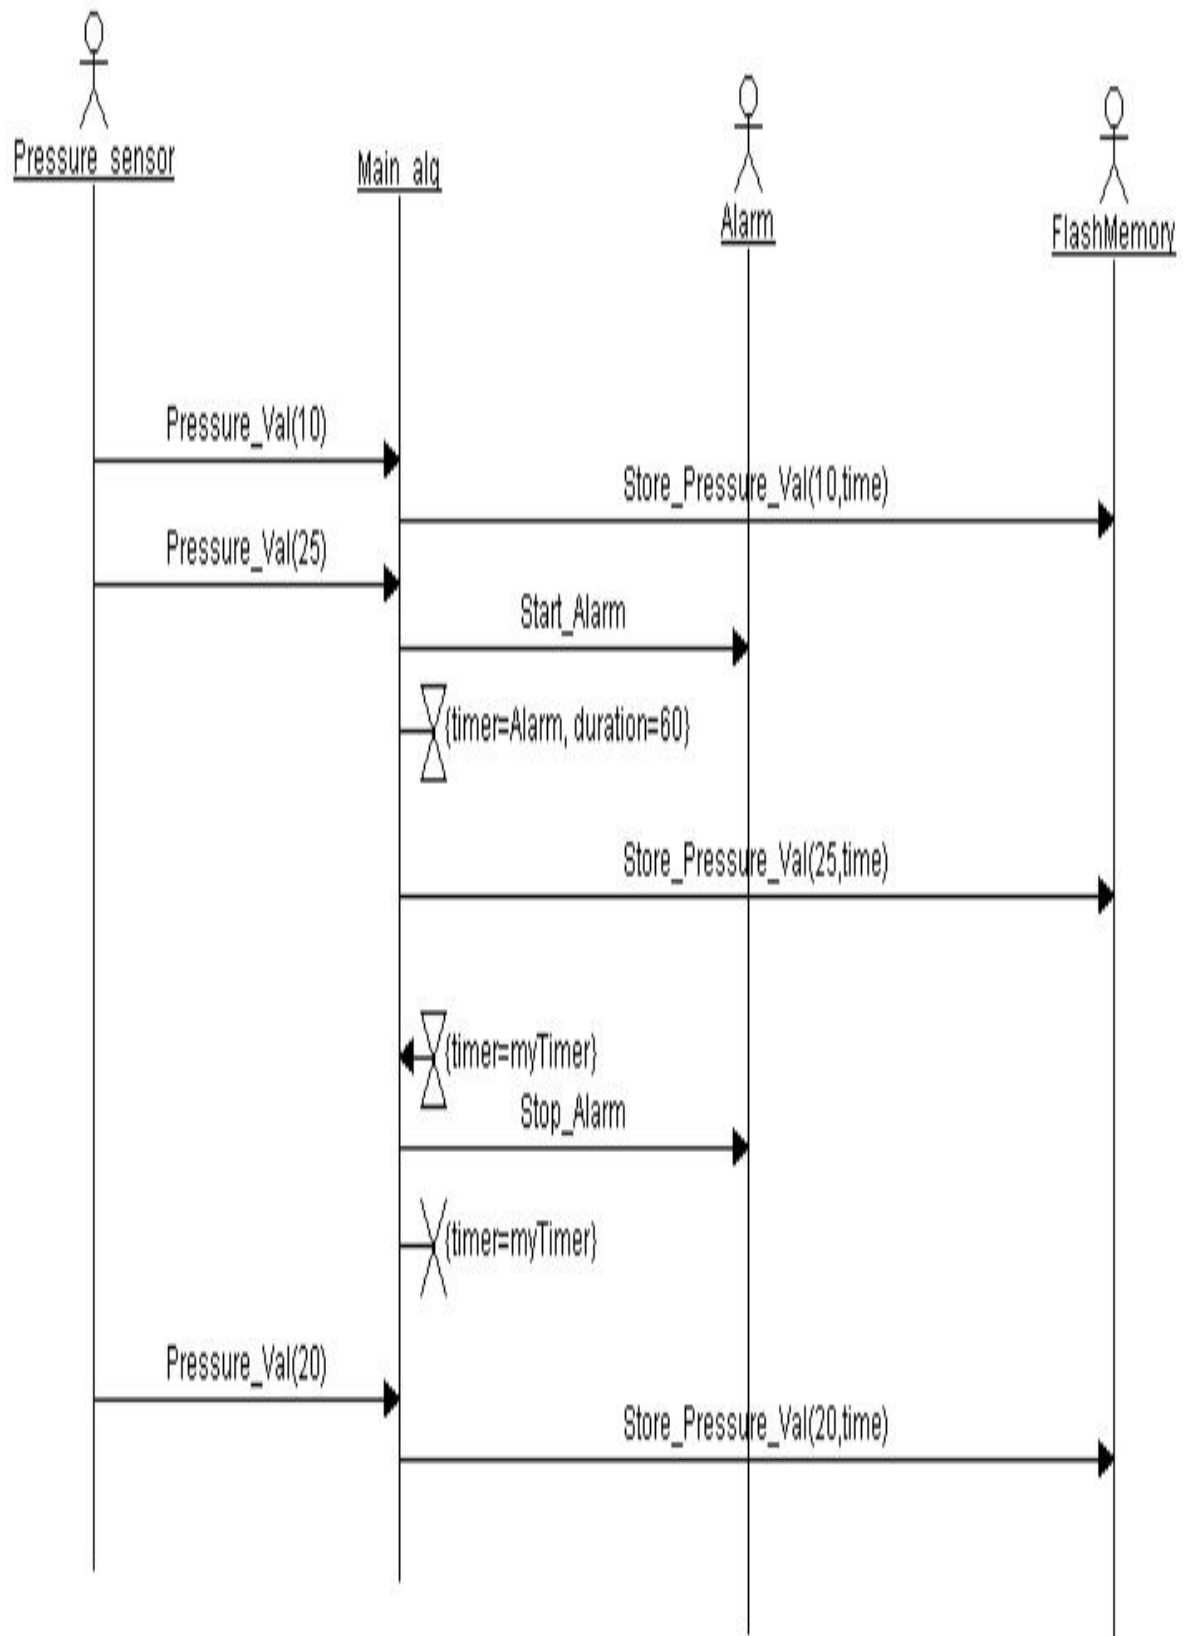 Pressure_sensor
Main_alg
Alarm
FlashMemory
Pressure_Val(10)
Store_Pressure_Val(10,time)
Pressure_Val(25)
Start_Alarm
{timer=Alarm, duration=60}
Store_Pressure_Val(25,time)
{timer=myTimer}
Stop_Alarm
{timer=myTimer}
Pressure_Val(20)
Store_Pressure_Val(20,time)